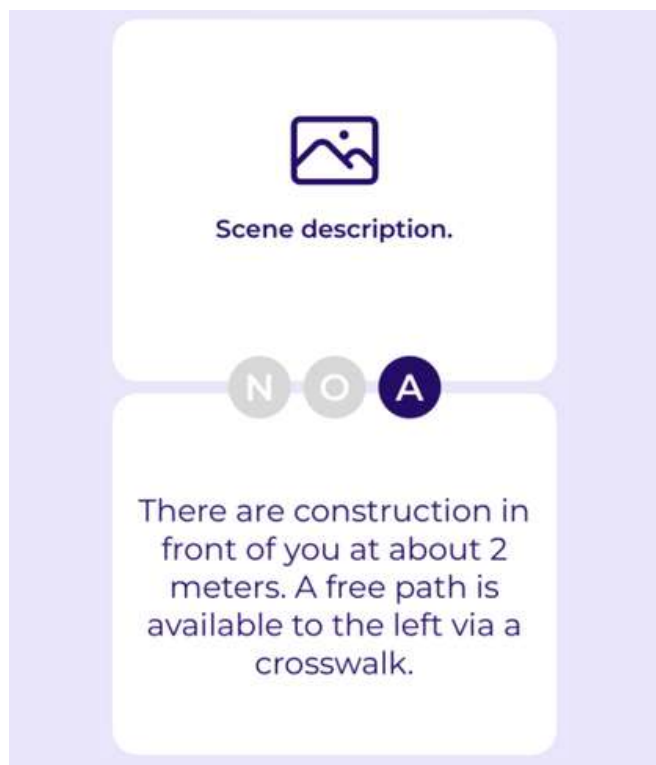 Scene description.
N O A
There are construction in
front of you at about 2
meters. A free path is
available to the left via a
crosswalk.